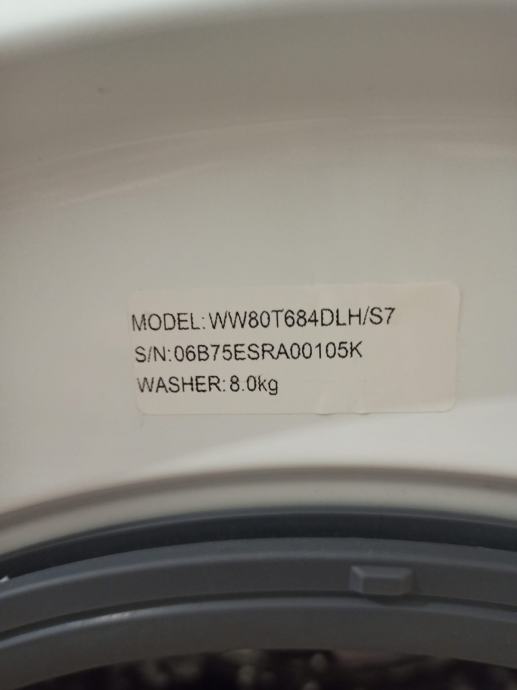 MODEL:WW80T684DLH/S7
S/N:06B75ESRA00105K
WASHER:8.0kg